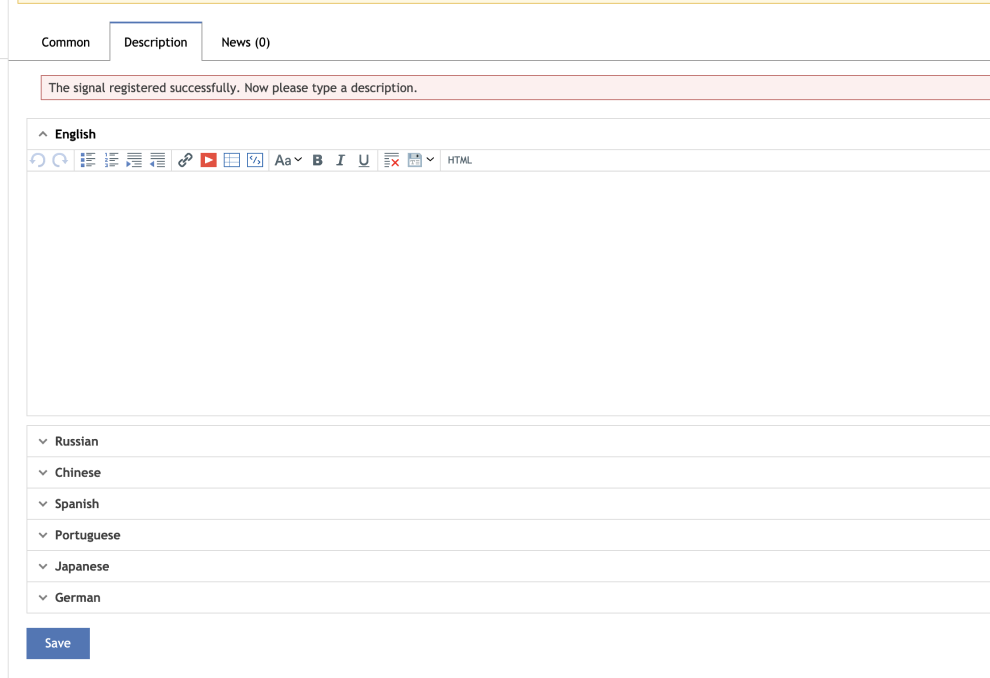 Common Description News (0)
The signal registered successfully. Now please type a description.
English
Aa B I U HTML
Russian
Chinese
Spanish
Portuguese
Japanese
German
Save